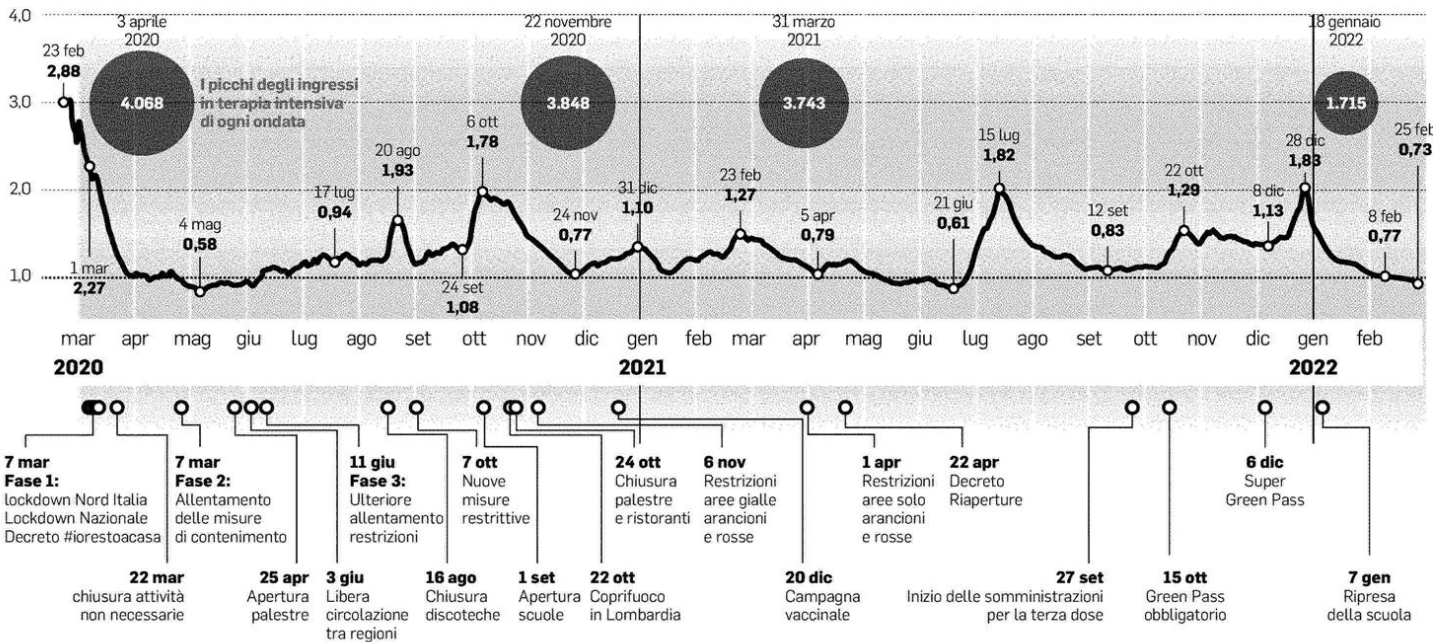 4,0
3,0
2,0
1,0
3 aprile
2020
22 novembre
2020
31 marzo
2021
18 gennaio
2022
4.068
I picchi degli ingressi
in terapia intensiva
di ogni ondata
3.848
3.743
1.715
23 feb
2,88
1 mar
2,27
4 mag
0,58
17 lug
0,94
20 ago
1,93
24 set
1,08
6 ott
1,78
24 nov
0,77
31 dic
1,10
23 feb
1,27
5 apr
0,79
21 giu
0,61
15 lug
1,82
12 set
0,83
22 ott
1,29
8 dic
1,13
28 dic
1,83
8 feb
0,77
25 feb
0,73
mar apr mag giu lug ago set ott nov dic gen feb mar apr mag giu lug ago set ott nov dic gen feb
2020 2021 2022
7 mar
Fase 1:
lockdown Nord Italia
Lockdown Nazionale
Decreto #iorestoacasa
22 mar
chiusura attività
non necessarie
7 mar
Fase 2:
Allentamento
delle misure
di contenimento
25 apr
Apertura
palestre
3 giu
Libera
circolazione
tra regioni
11 giu
Fase 3:
Ulteriore
allentamento
restrizioni
16 ago
Chiusura
discoteche
7 ott
Nuove
misure
restrittive
1 set
Apertura
scuole
22 ott
Coprifuoco
in Lombardia
24 ott
Chiusura
palestre
e ristoranti
6 nov
Restrizioni
aree gialle
arancioni
e rosse
20 dic
Campagna
vaccinale
1 apr
Restrizioni
aree solo
arancioni
e rosse
22 apr
Decreto
Riaperture
27 set
Inizio delle somministrazioni
per la terza dose
15 ott
Green Pass
obbligatorio
6 dic
Super
Green Pass
7 gen
Ripresa
della scuola